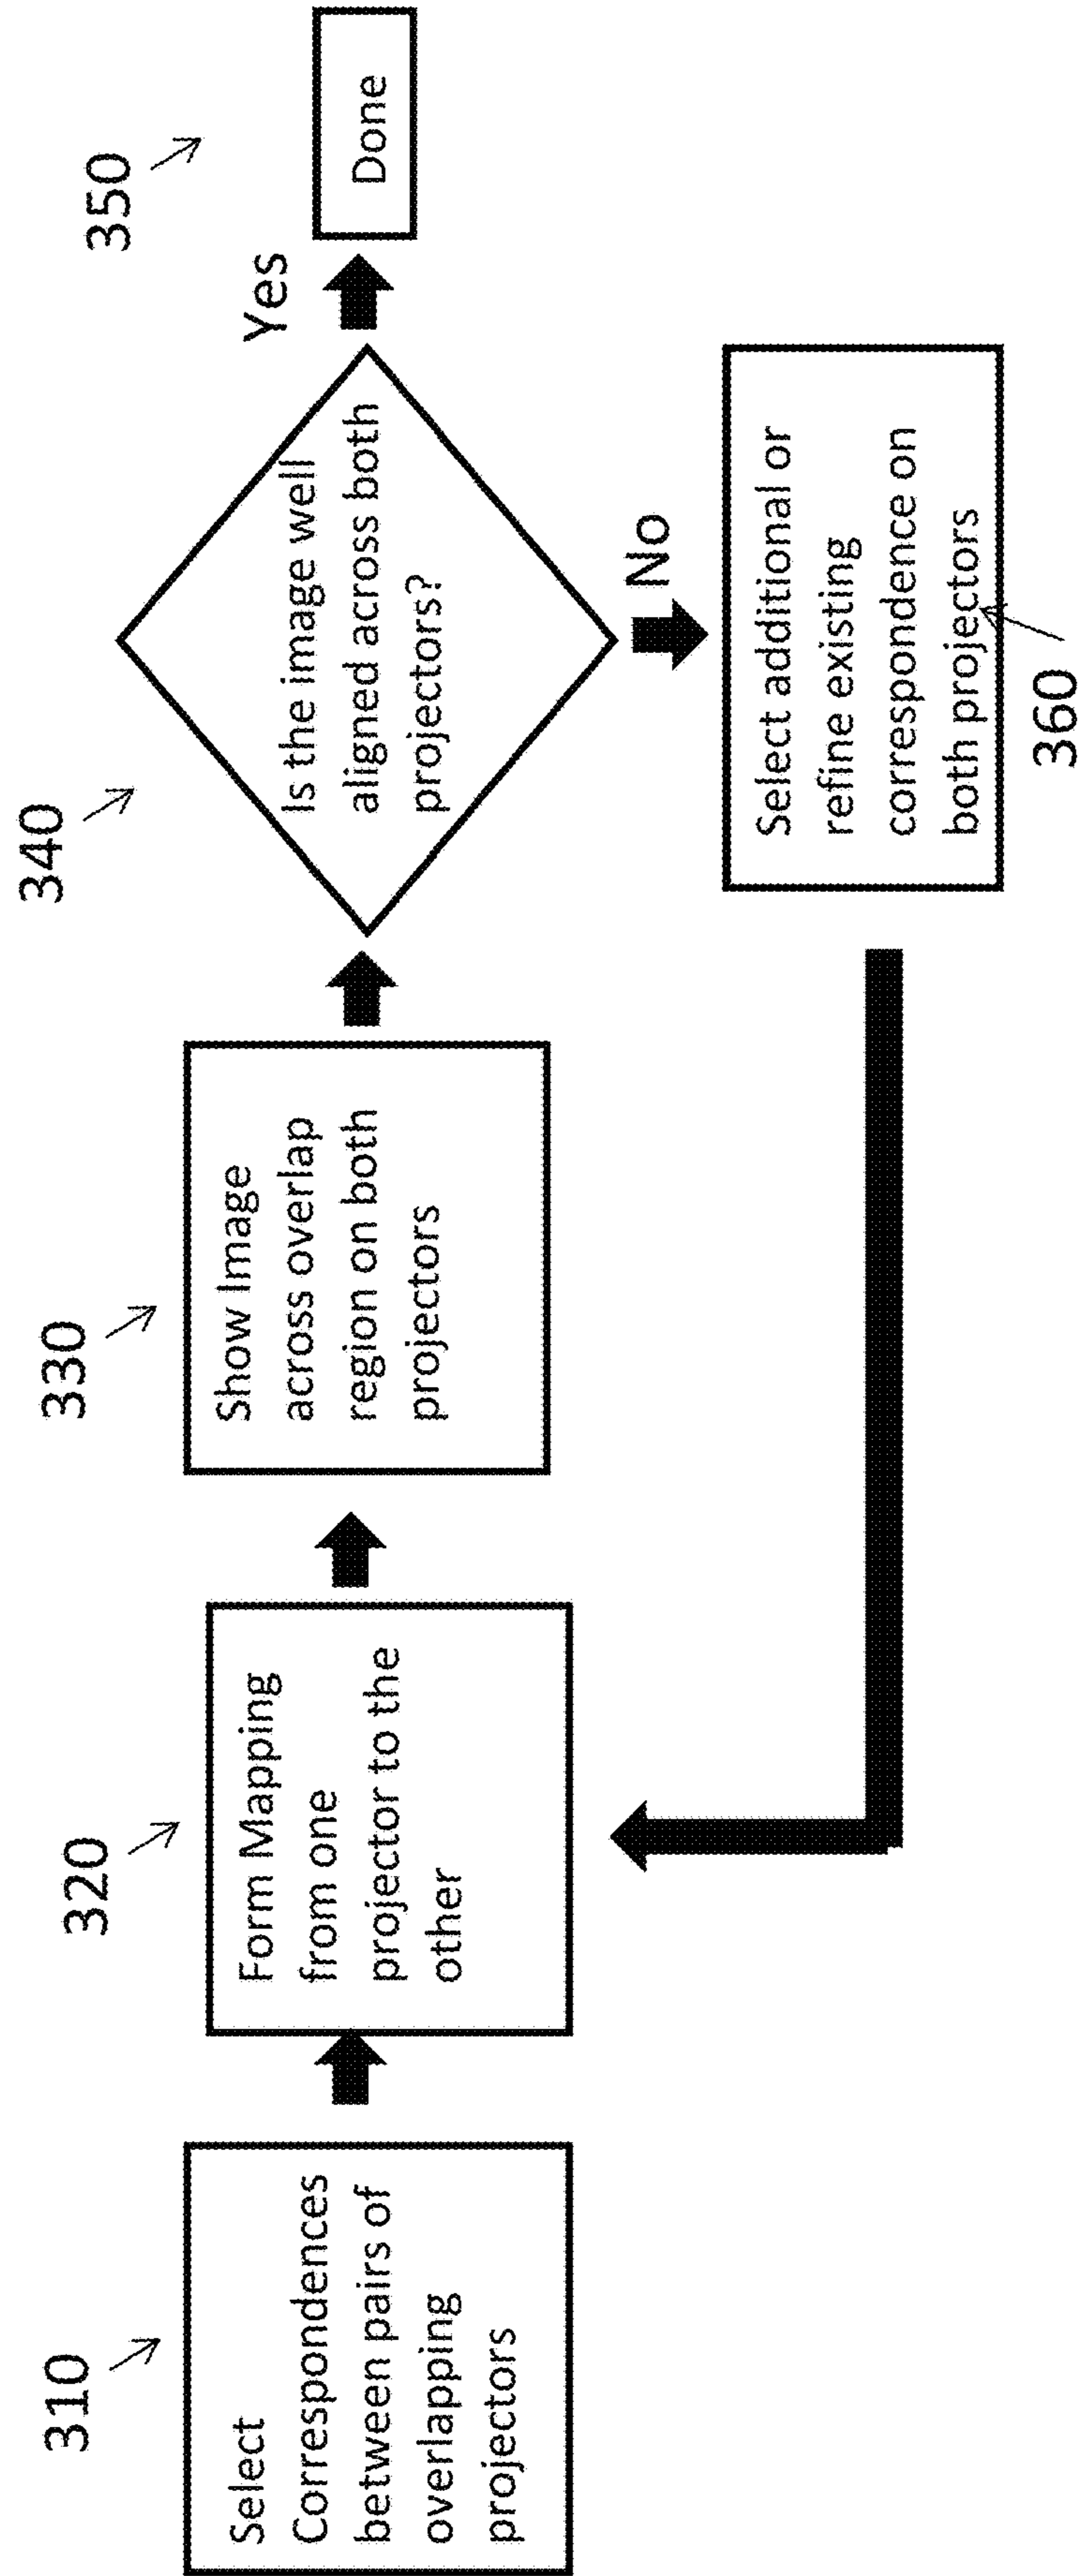 310
Select
Correspondences
between pairs of
overlapping
projectors
320
Form Mapping
from one
projector to the
other
330
Show Image
across overlap
region on both
projectors
340
Is the image well
aligned across both
projectors?
Yes
350
Done
No
Select additional or
refine existing
correspondence on
both projectors
360